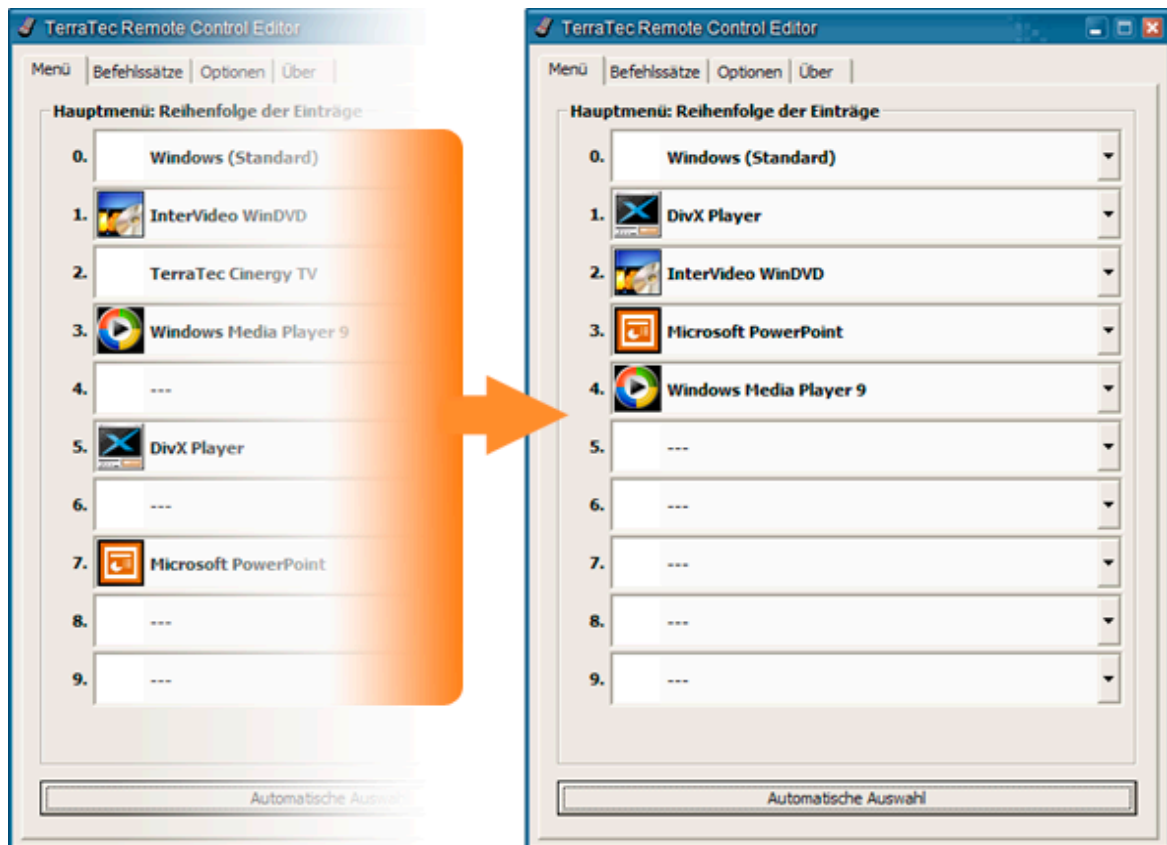 TerraTec Remote Control Editor
Menü Befehlssätze Optionen Über
Hauptmenü: Reihenfolge der Einträge
0. Windows (Standard)
1. InterVideo WinDVD
2. TerraTec Cinergy TV
3. Windows Media Player 9
4. ---
5. DivX Player
6. ---
7. Microsoft PowerPoint
8. ---
9. ---
Automatische Auswahl
TerraTec Remote Control Editor
Menü Befehlssätze Optionen Über
Hauptmenü: Reihenfolge der Einträge
0. Windows (Standard)
1. DivX Player
2. InterVideo WinDVD
3. Microsoft PowerPoint
4. Windows Media Player 9
5. ---
6. ---
7. ---
8. ---
9. ---
Automatische Auswahl